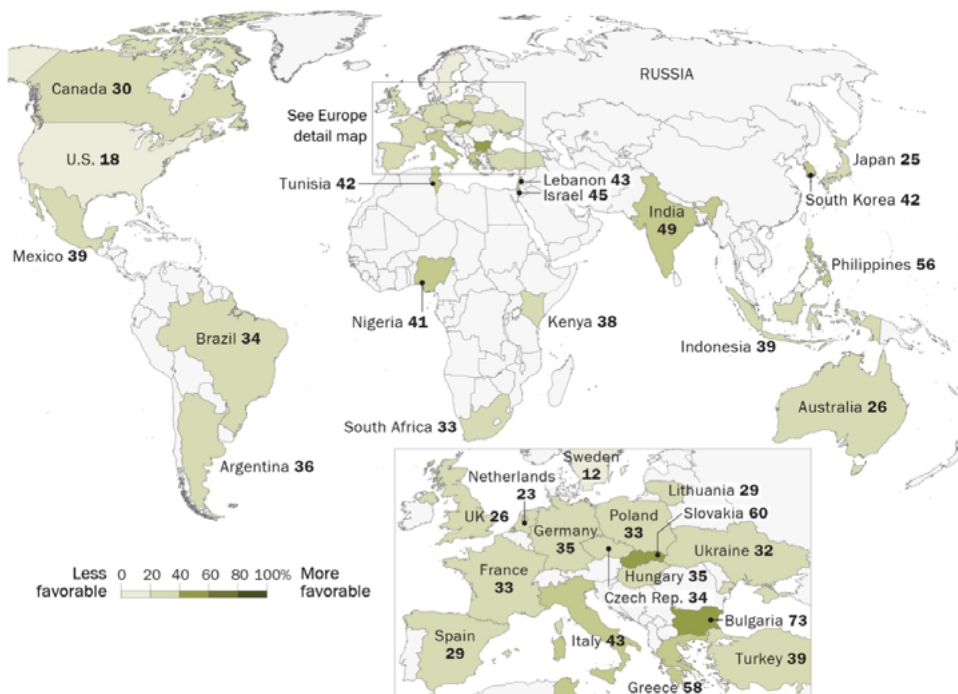 RUSSIA
Canada 30
See Europe
detail map
U.S. 18
Japan 25
Tunisia 42
Lebanon 43
Israel 45
South Korea 42
India
49
Mexico 39
Philippines 56
Nigeria 41
Kenya 38
Brazil 34
Indonesia 39
Australia 26
South Africa 33
Argentina 36
Sweden
12
Netherlands
23
Lithuania 29
Slovakia 60
UK 26
Poland
33
Germany
35
Ukraine 32
France
33
Hungary 35
Czech Rep. 34
Bulgaria 73
Spain
29
Italy 43
Turkey 39
Greece 58
Less
favorable
0 20 40 60 80 100%
More
favorable